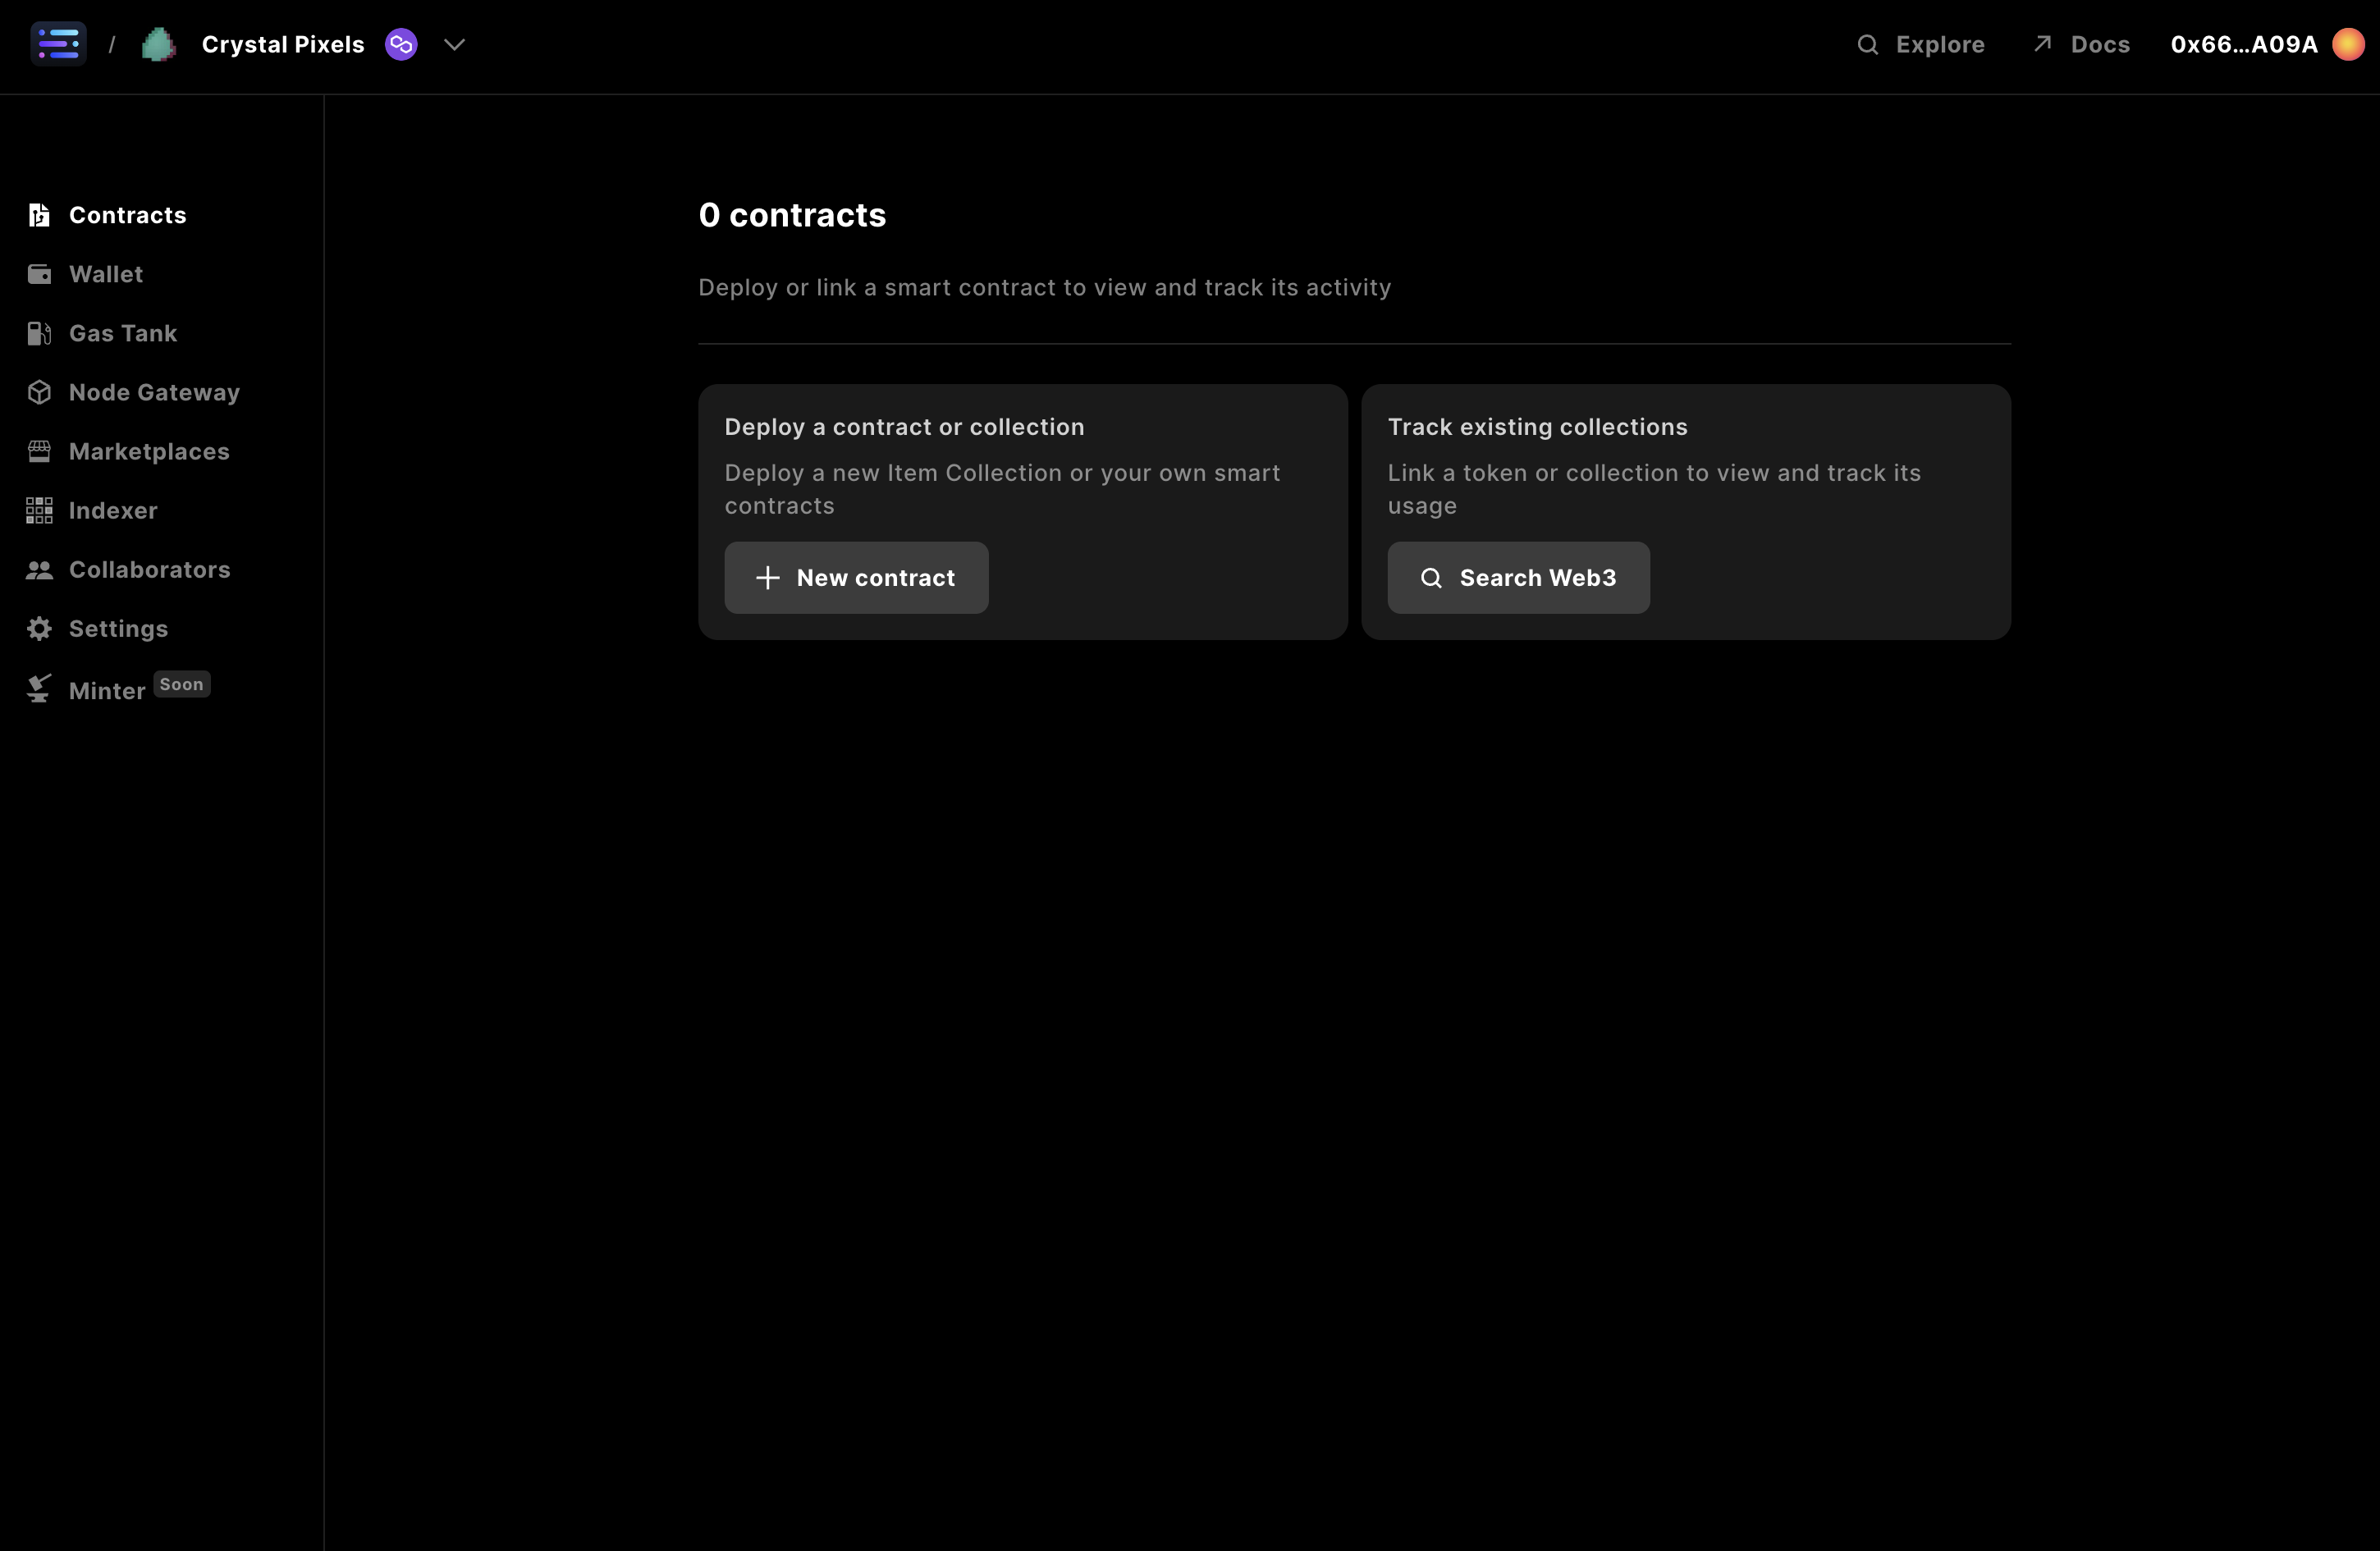 / Crystal Pixels
Explore
Docs
0x66...A09A
Contracts
Wallet
Gas Tank
Node Gateway
Marketplaces
Indexer
Collaborators
Settings
Minter Soon
0 contracts
Deploy or link a smart contract to view and track its activity
Deploy a contract or collection
Deploy a new Item Collection or your own smart
contracts
New contract
Track existing collections
Link a token or collection to view and track its
usage
Search Web3